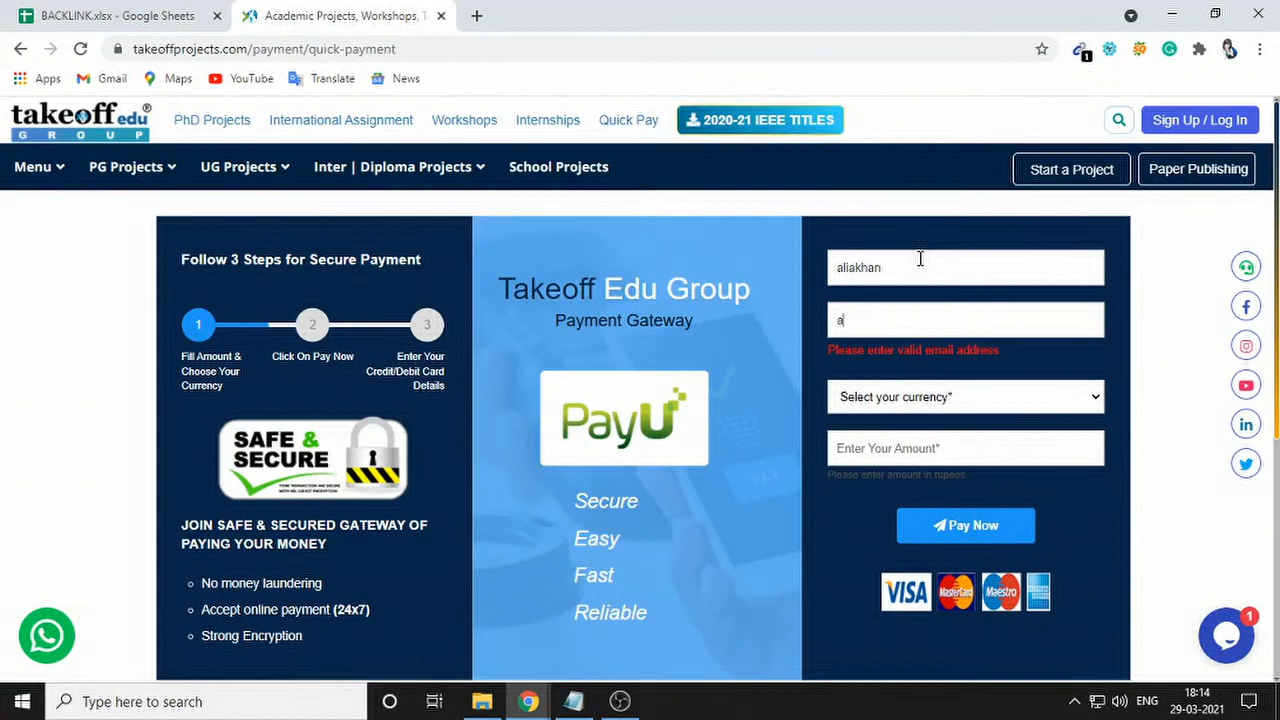 BACKLINK.xlsx - Google Sheets
Academic Projects, Workshops, T
takeoffprojects.com/payment/quick-payment
1
Apps
Gmail
Maps
YouTube
Translate
News
takeoff edu®
GROUP
PhD Projects
International Assignment
Workshops
Internships
Quick Pay
2020-21 IEEE TITLES
Sign Up / Log In
Menu
PG Projects
UG Projects
Inter | Diploma Projects
School Projects
Start a Project
Paper Publishing
Follow 3 Steps for Secure Payment
1
2
3
Fill Amount &
Choose Your
Currency
Click On Pay Now
Enter Your
Credit/Debit Card
Details
SAFE &
SECURE
JOIN SAFE & SECURED GATEWAY OF
PAYING YOUR MONEY
No money laundering
Accept online payment (24x7)
Strong Encryption
Takeoff Edu Group
Payment Gateway
PayU
Secure
Easy
Fast
Reliable
aliakhan
a
Please enter valid email address
Select your currency*
Enter Your Amount*
Please enter amount in rupees.
Pay Now
VISA
MasterCard
Maestro
1
Type here to search
ENG
18:14
29-03-2021